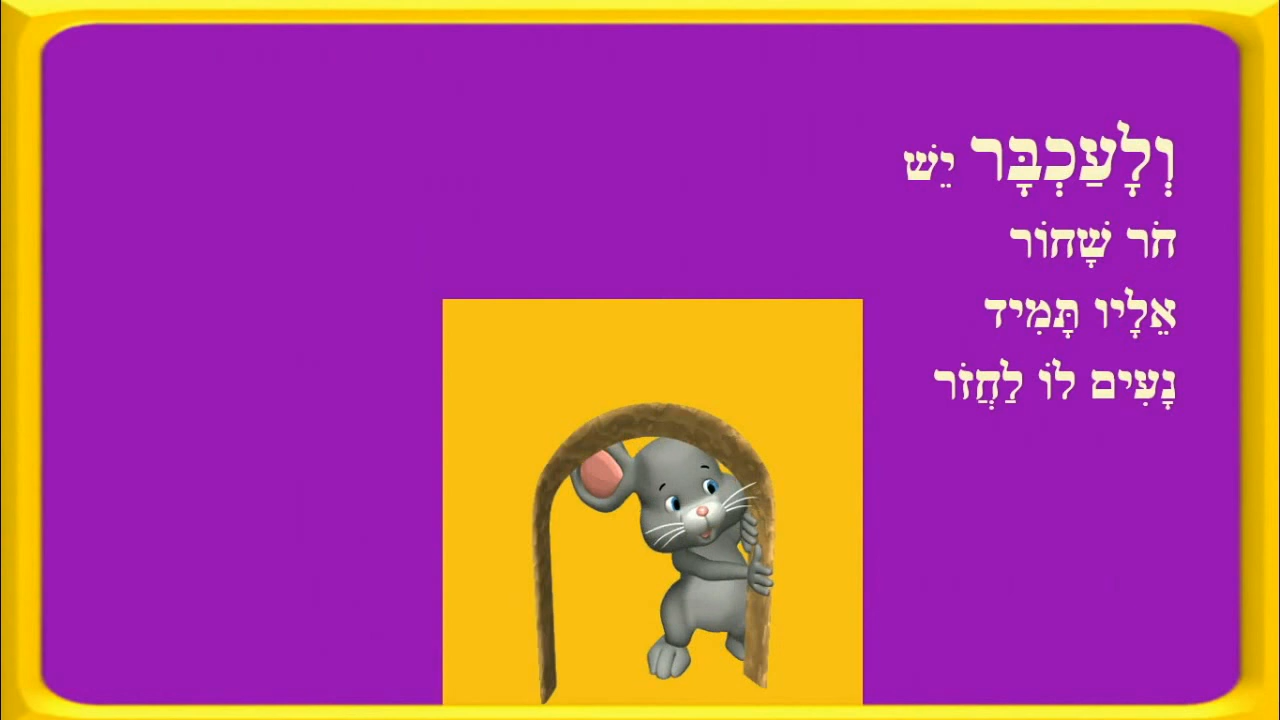 וְלָעַכְבָּר יֵשׁ
חֹר שָׁחוֹר
אֵלָיו תָּמִיד
נָעִים לוֹ לַחֲזֹר